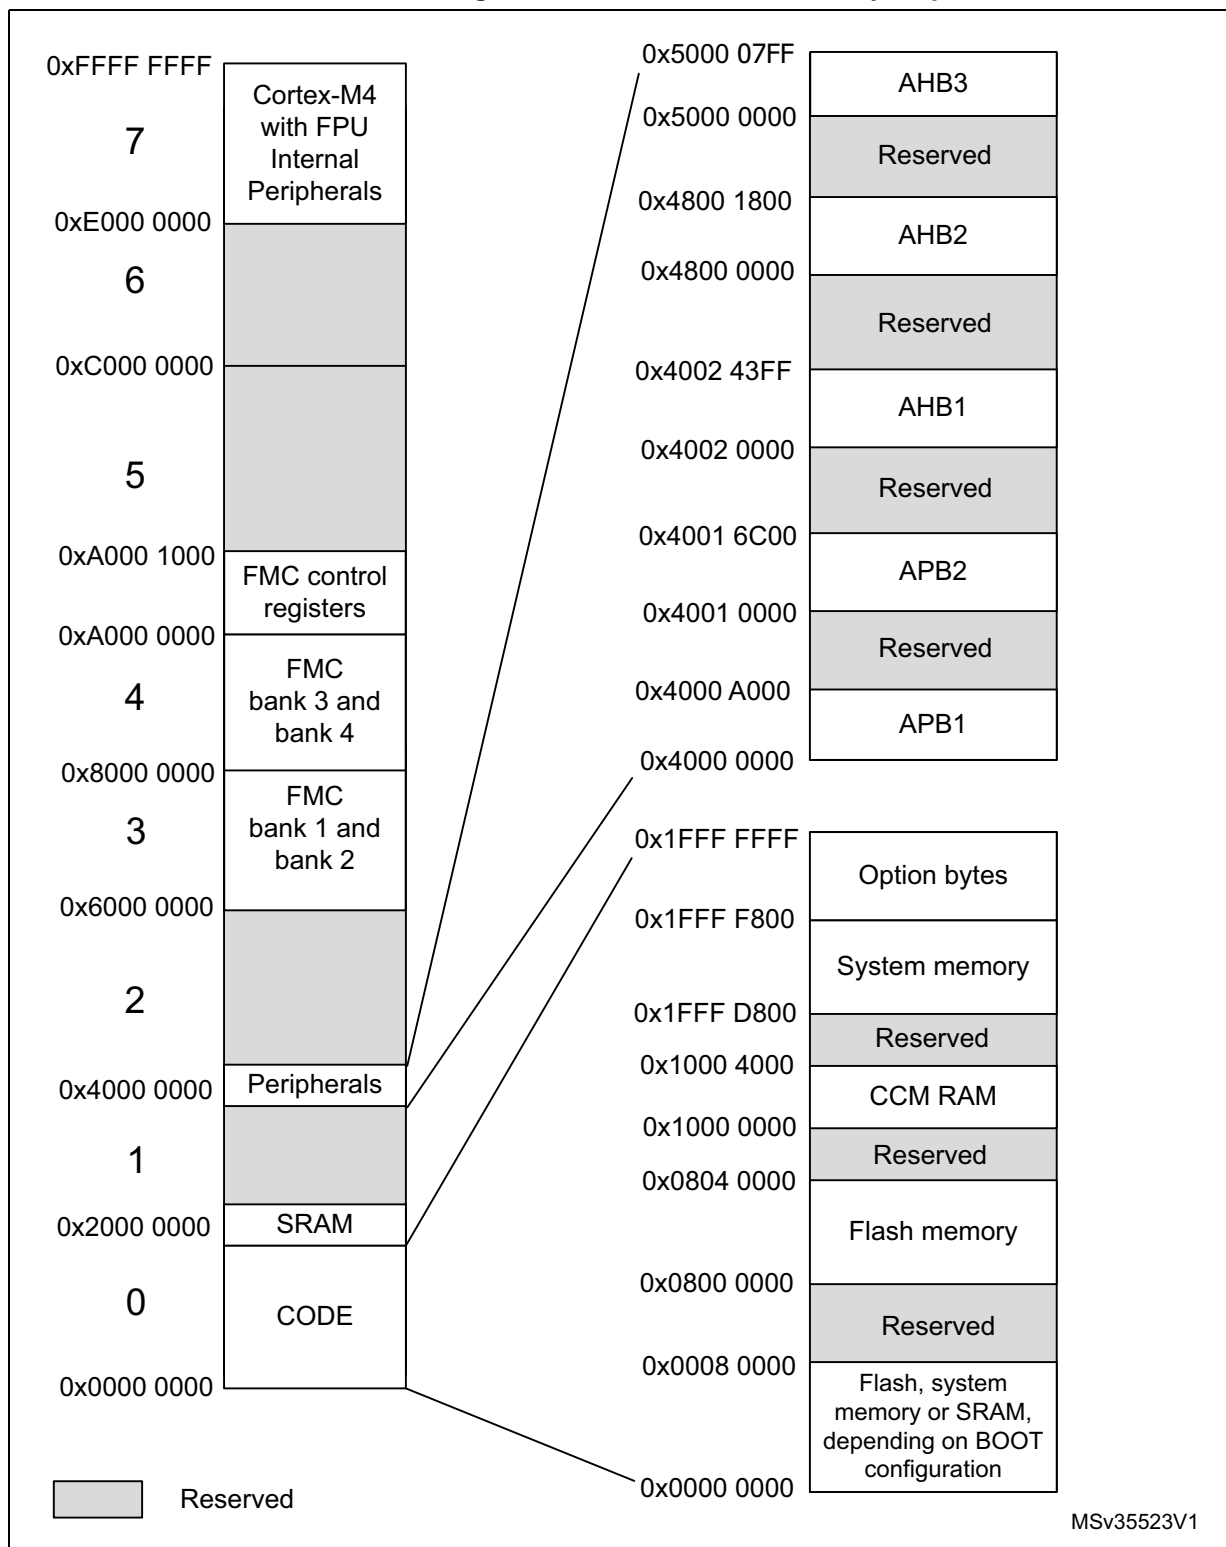 0xFFFF FFFF
Cortex-M4
with FPU
Internal
Peripherals
7
0xE000 0000
6
0xC000 0000
5
0xA000 1000
FMC control
registers
0xA000 0000
FMC
bank 3 and
bank 4
4
0x8000 0000
FMC
bank 1 and
bank 2
3
0x6000 0000
2
0x4000 0000
Peripherals
1
0x2000 0000
SRAM
0
CODE
0x0000 0000
Reserved
0x5000 07FF
AHB3
0x5000 0000
Reserved
0x4800 1800
AHB2
0x4800 0000
Reserved
0x4002 43FF
AHB1
0x4002 0000
Reserved
0x4001 6C00
APB2
0x4001 0000
Reserved
0x4000 A000
APB1
0x4000 0000
0x1FFF FFFF
Option bytes
0x1FFF F800
System memory
0x1FFF D800
Reserved
0x1000 4000
CCM RAM
0x1000 0000
Reserved
0x0804 0000
Flash memory
0x0800 0000
Reserved
0x0008 0000
Flash, system
memory or SRAM,
depending on BOOT
configuration
0x0000 0000
MSv35523V1